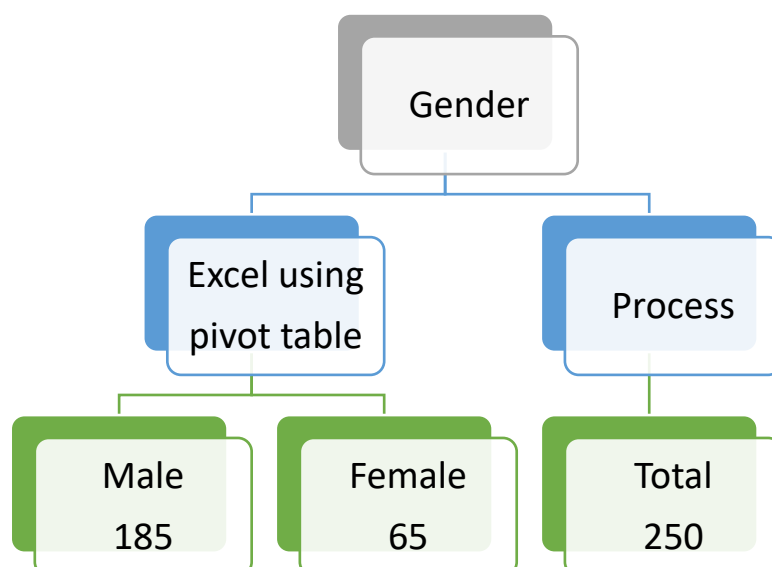 Gender
Excel using
pivot table
Process
Male
185
Female
65
Total
250